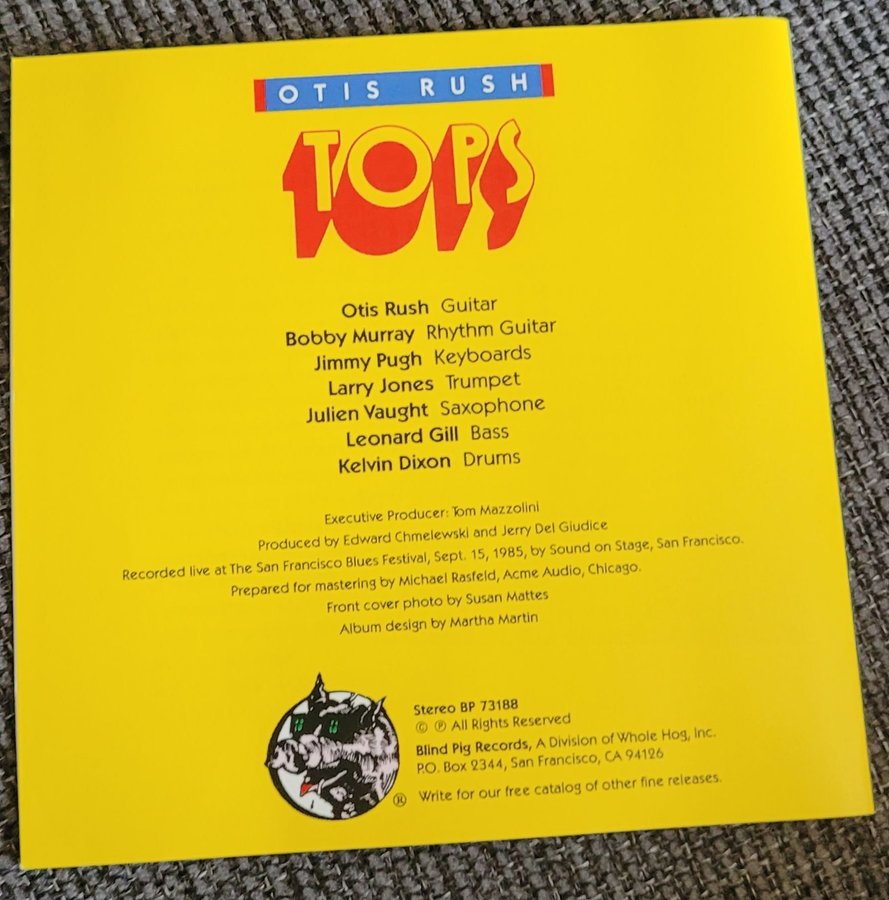 OTIS RUSH
TOPS
Otis Rush Guitar
Bobby Murray Rhythm Guitar
Jimmy Pugh Keyboards
Larry Jones Trumpet
Julien Vaught Saxophone
Leonard Gill Bass
Kelvin Dixon Drums
Executive Producer: Tom Mazzolini
Produced by Edward Chmelewski and Jerry Del Giudice
Recorded live at The San Francisco Blues Festival, Sept. 15, 1985, by Sound on Stage, San Francisco.
Prepared for mastering by Michael Rasfeld, Acme Audio, Chicago.
Front cover photo by Susan Mattes
Album design by Martha Martin
Stereo BP 73188
© ℗ All Rights Reserved
Blind Pig Records, A Division of Whole Hog, Inc.
P.O. Box 2344, San Francisco, CA 94126
® Write for our free catalog of other fine releases.